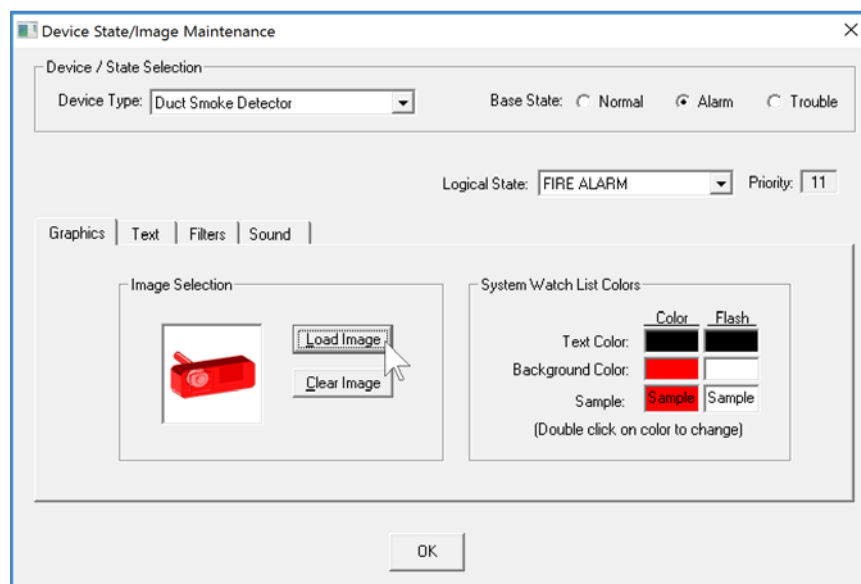 Device State/Image Maintenance
Device / State Selection
Device Type: Duct Smoke Detector Base State: Normal Alarm Trouble
Logical State: FIRE ALARM Priority: 11
Graphics Text Filters Sound
Image Selection
Load Image
Clear Image
System Watch List Colors
Color Flash
Text Color:
Background Color:
Sample: Sample Sample
(Double click on color to change)
OK